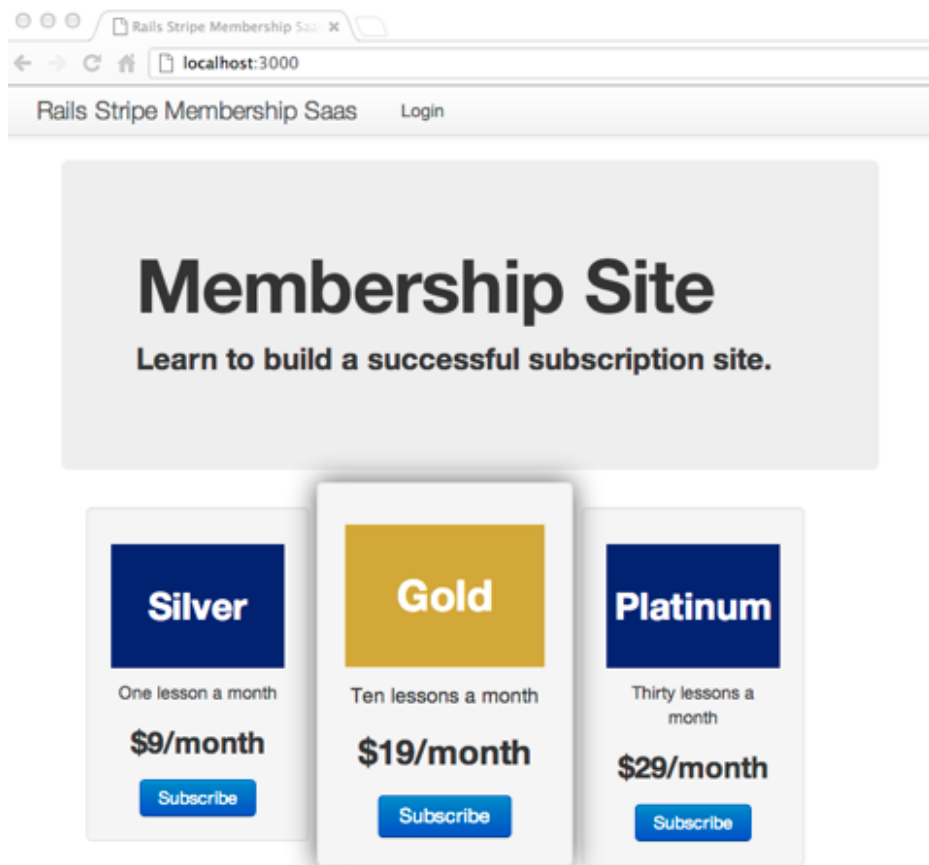 Rails Stripe Membership Saa
localhost:3000
Rails Stripe Membership Saas Login
Membership Site
Learn to build a successful subscription site.
Silver
One lesson a month
$9/month
Subscribe
Gold
Ten lessons a month
$19/month
Subscribe
Platinum
Thirty lessons a
month
$29/month
Subscribe